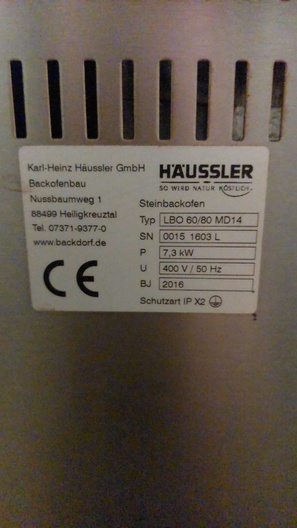 Karl-Heinz Häussler GmbH
Backofenbau
Nussbaumweg 1
88499 Heiligkreuztal
Tel. 07371-9377-0
www.backdorf.de
CE
HÄUSSLER
SO WIRD NATUR KÖSTLICH.
Steinbackofen
Typ LBO 60/80 MD14
SN 0015 1603 L
P 7,3 kW
U 400 V / 50 Hz
BJ 2016
Schutzart IP X2